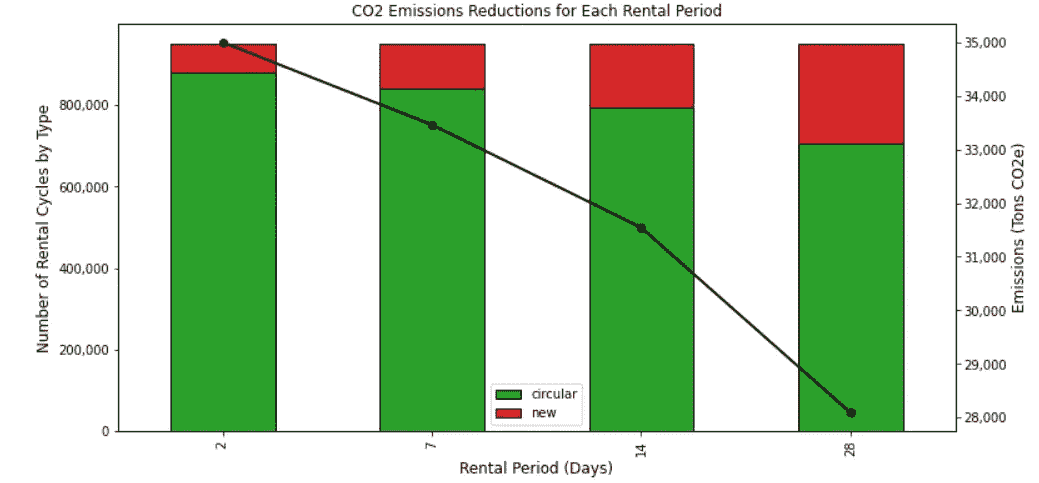 CO2 Emissions Reductions for Each Rental Period
Number of Rental Cycles by Type
800,000
600,000
400,000
200,000
0
35,000
34,000
33,000
32,000
31,000
30,000
29,000
28,000
Emissions (Tons CO2e)
circular
new
2
7
14
28
Rental Period (Days)